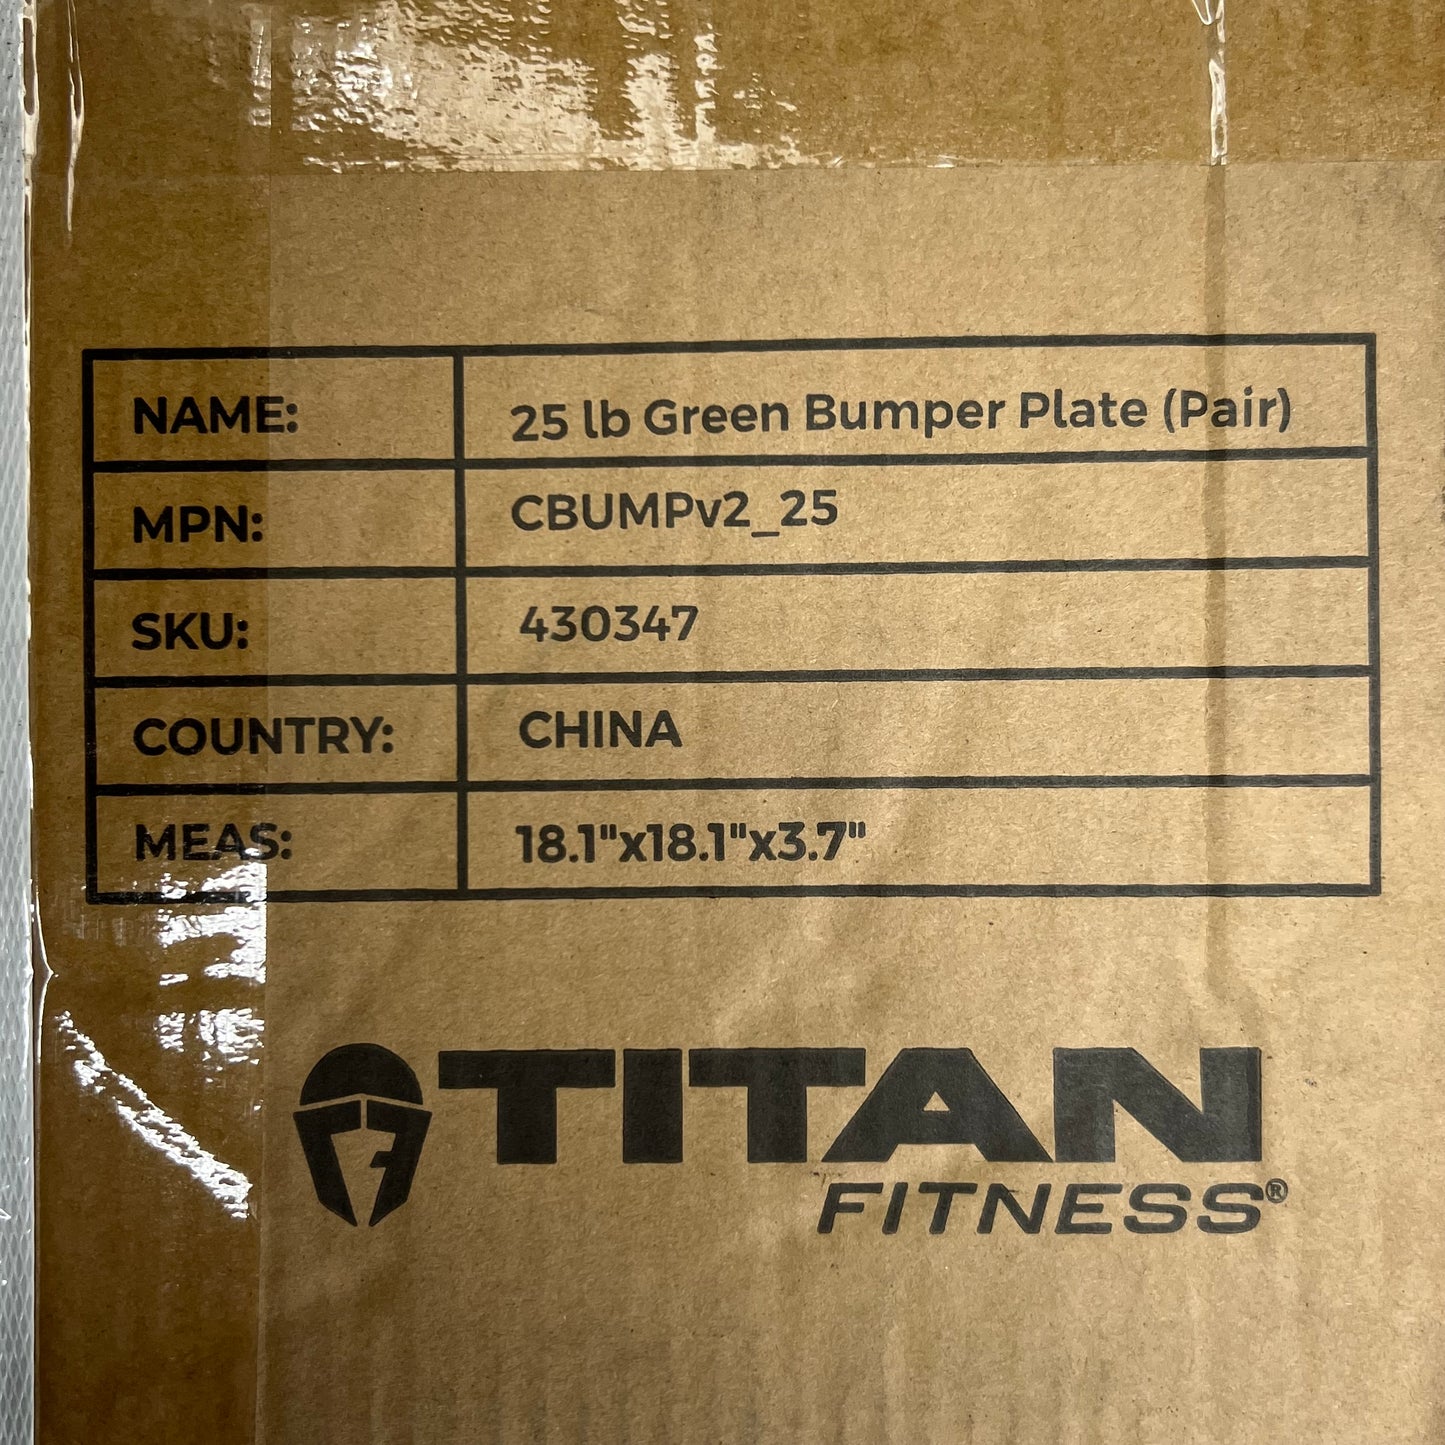 NAME: 25 lb Green Bumper Plate (Pair)
MPN: CBUMPv2_25
SKU: 430347
COUNTRY: CHINA
MEAS: 18.1"x18.1"x3.7"
TITAN
FITNESS®